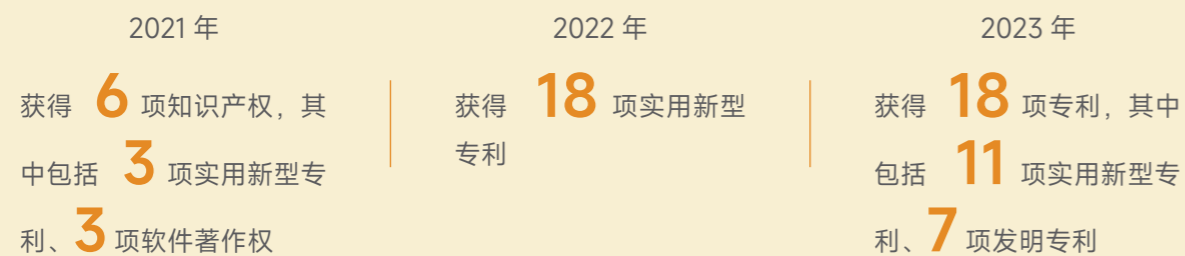 2021 年
获得 6 项知识产权，其
中包括 3 项实用新型专
利、3 项软件著作权
2022 年
获得 18 项实用新型
专利
2023 年
获得 18 项专利，其中
包括 11 项实用新型专
利、7 项发明专利